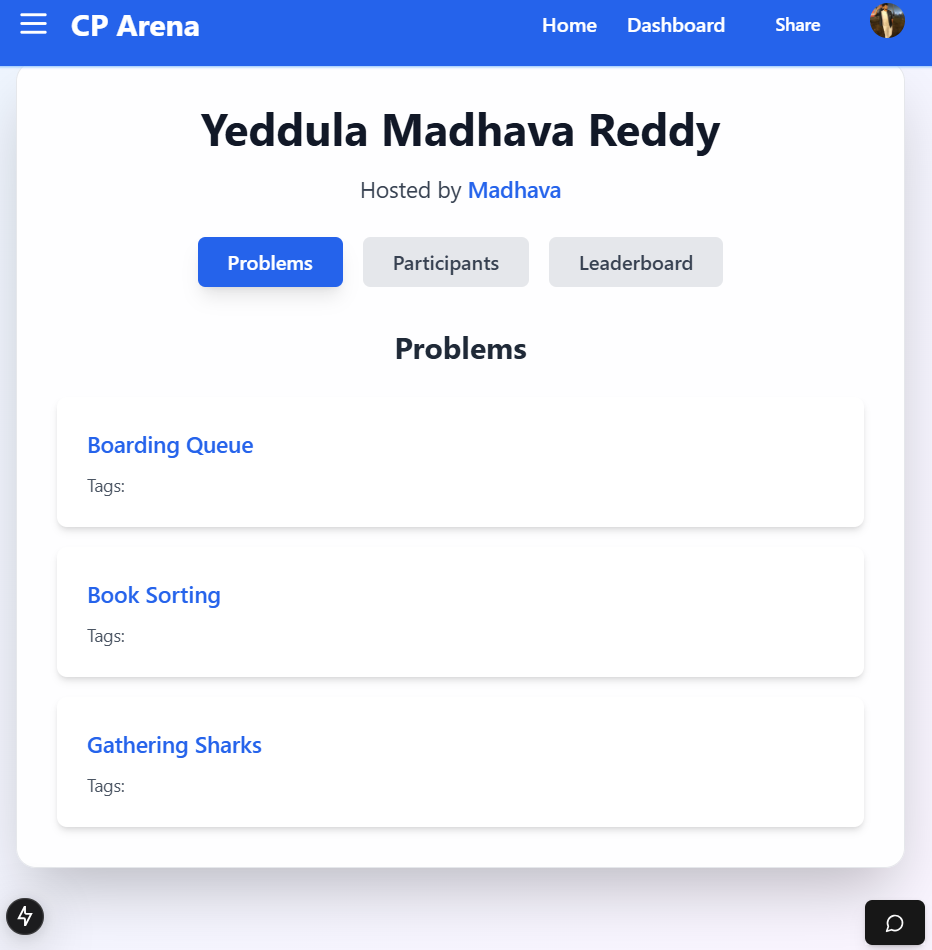 CP Arena Home Dashboard Share
Yeddula Madhava Reddy
Hosted by Madhava
Problems Participants Leaderboard
Problems
Boarding Queue
Tags:
Book Sorting
Tags:
Gathering Sharks
Tags: